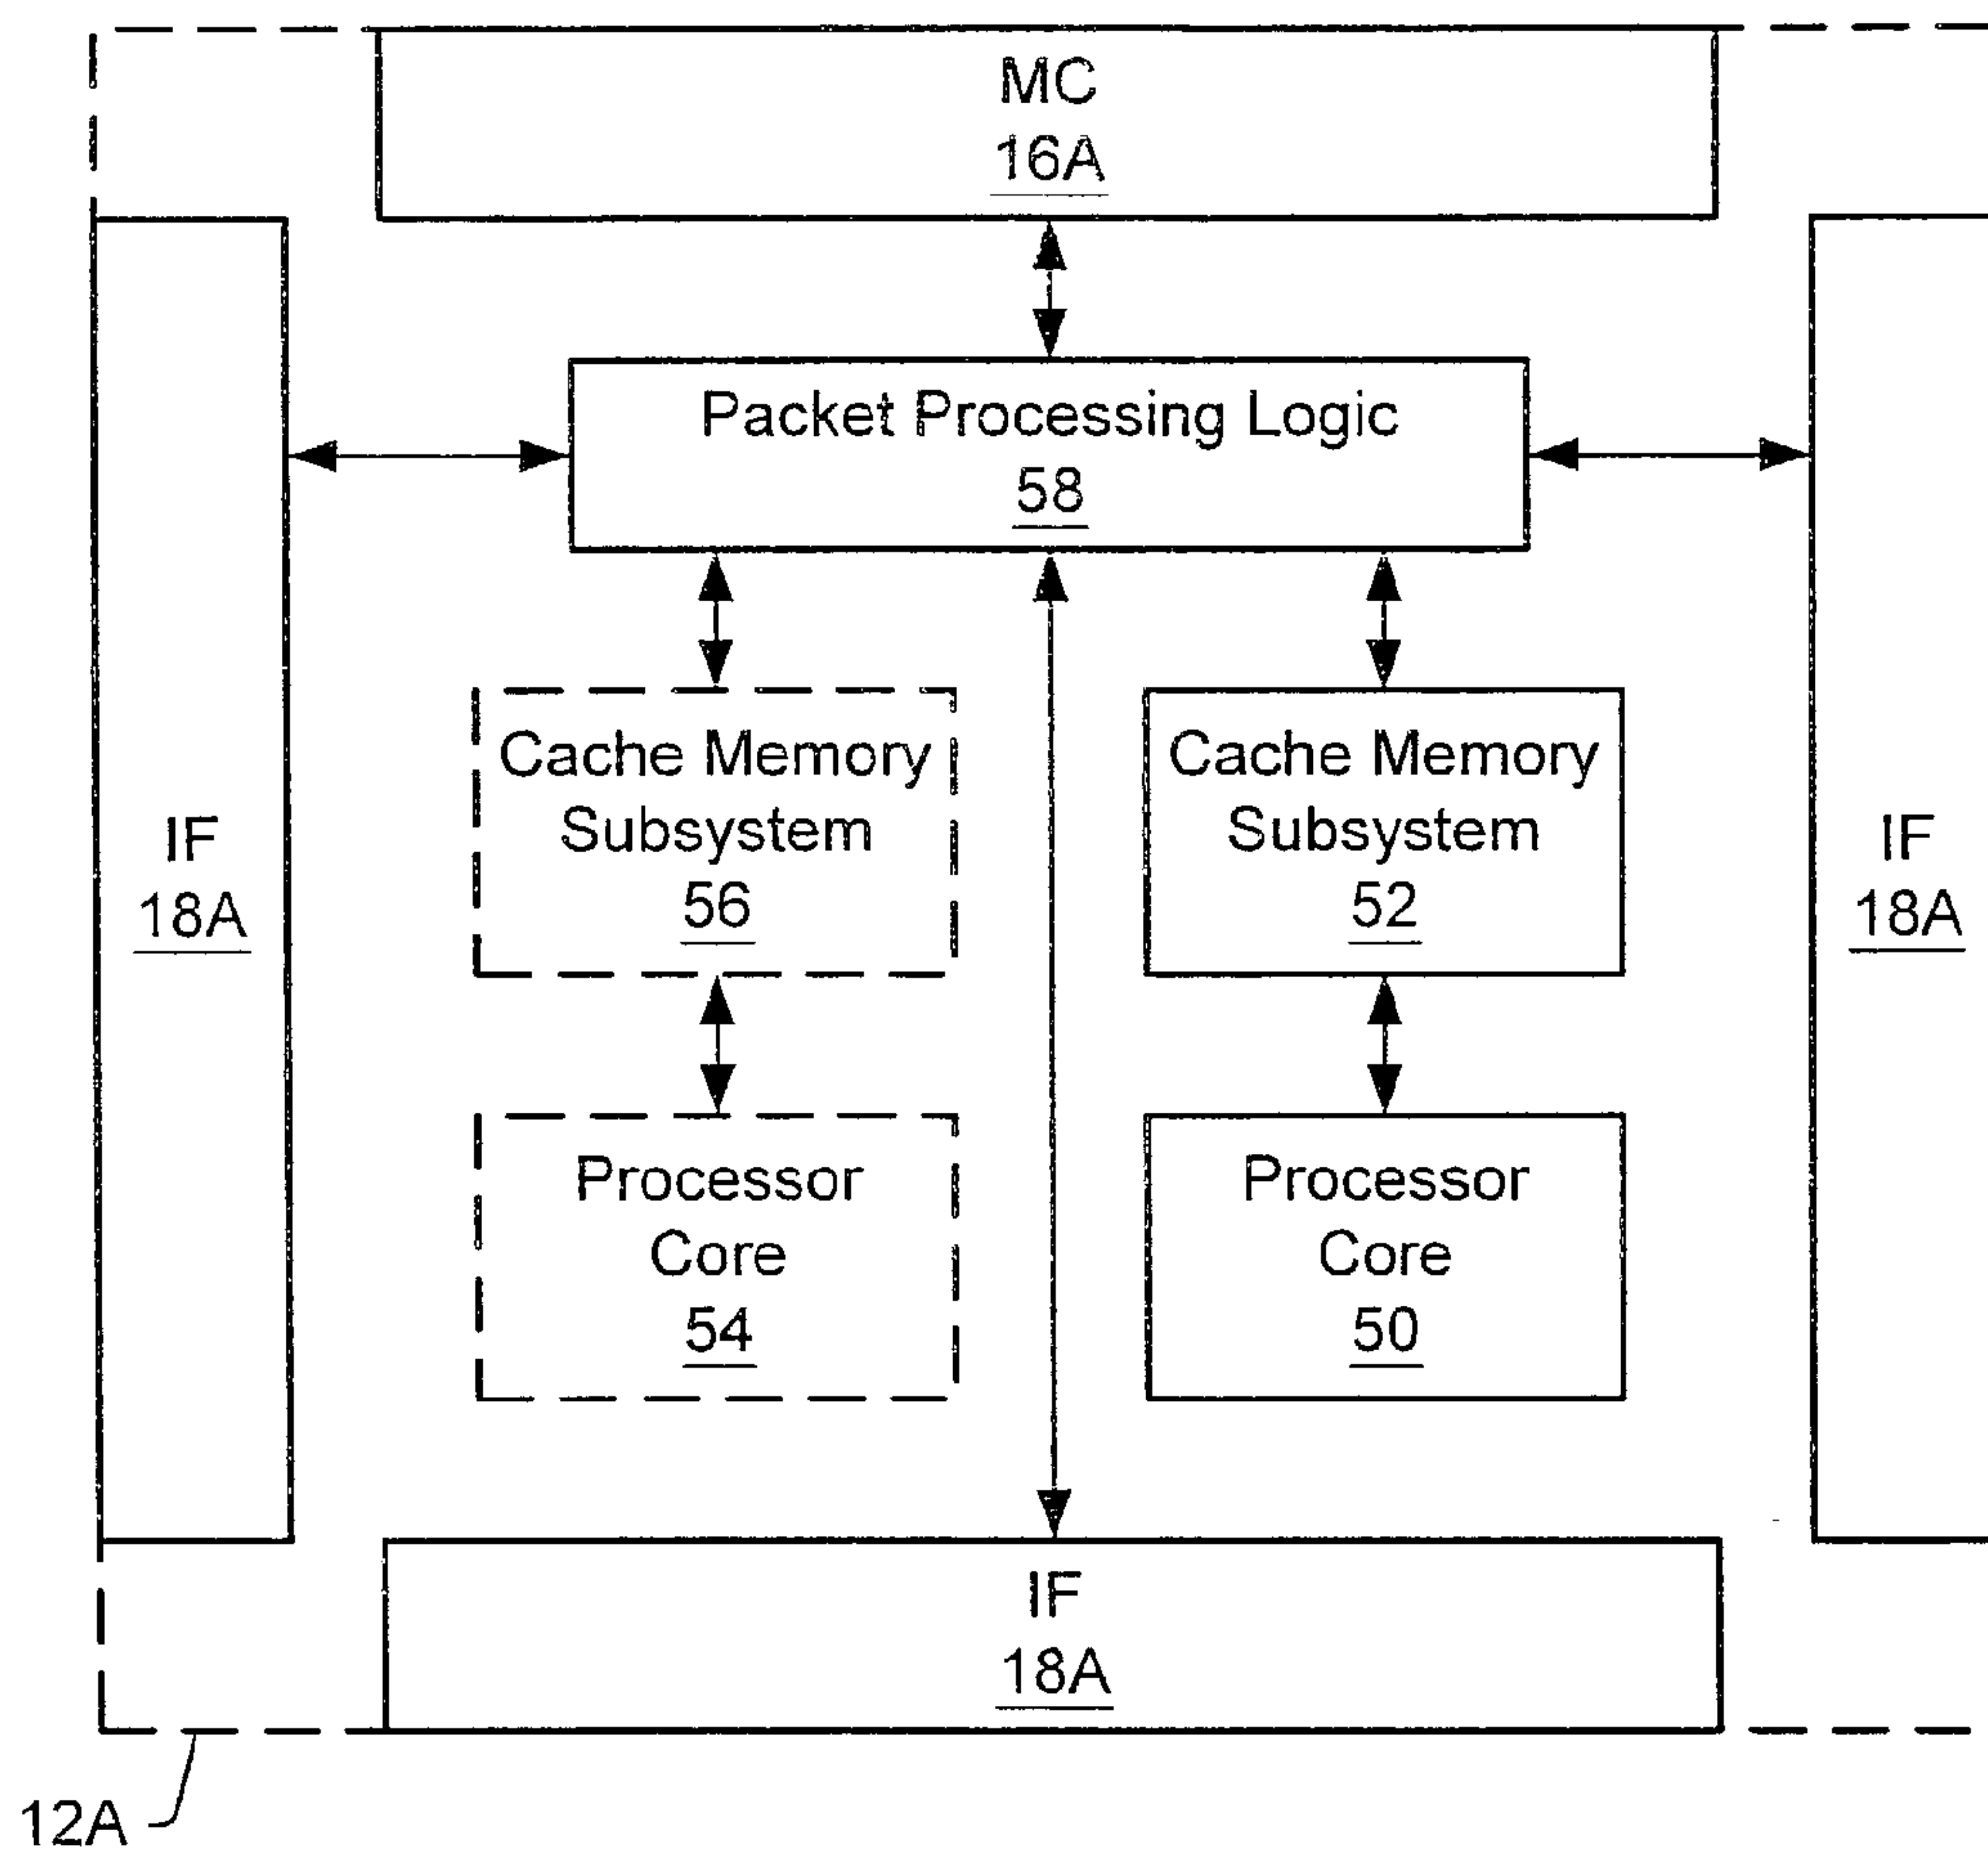 MC
16A
Packet Processing Logic
58
Cache Memory
Subsystem
56
Cache Memory
Subsystem
52
IF
18A
IF
18A
Processor
Core
54
Processor
Core
50
IF
18A
12A